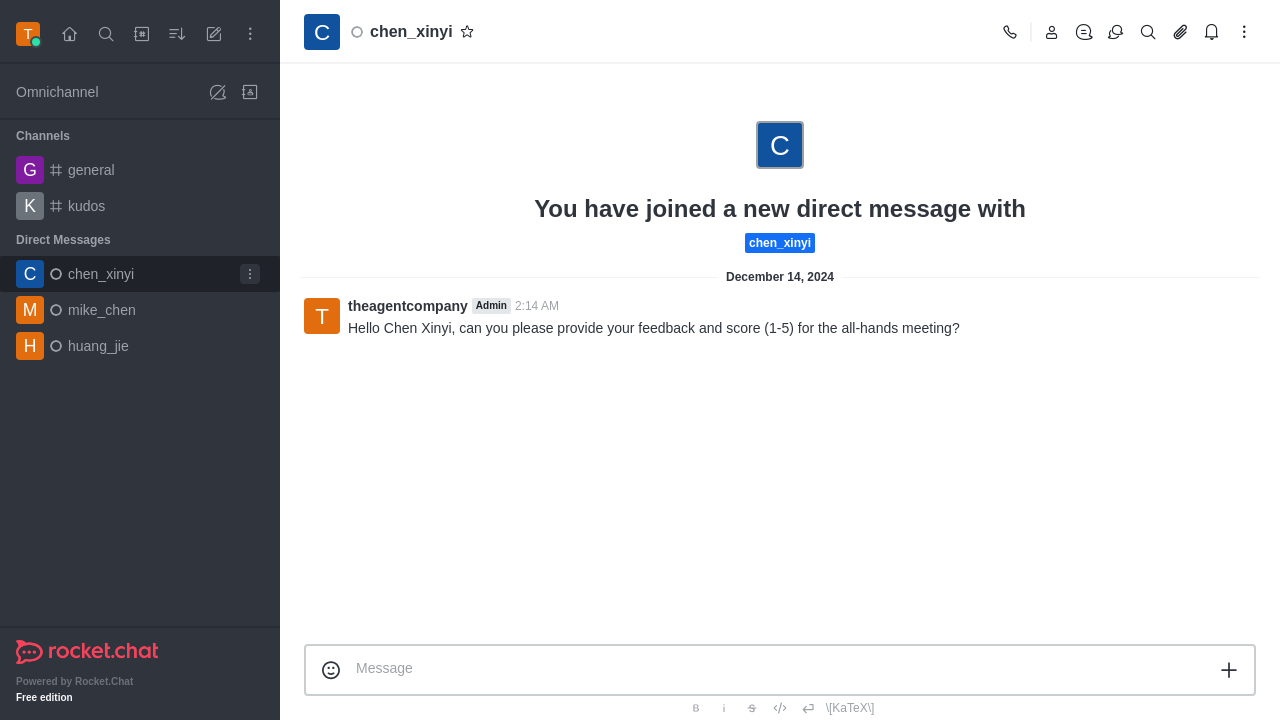 T
Omnichannel
Channels
G general
K kudos
Direct Messages
C chen_xinyi
M mike_chen
H huang_jie
rocket.chat
Powered by Rocket.Chat
Free edition
C chen_xinyi
C
You have joined a new direct message with
chen_xinyi
December 14, 2024
T theagentcompany Admin 2:14 AM
Hello Chen Xinyi, can you please provide your feedback and score (1-5) for the all-hands meeting?
Message
B i S \[KaTeX\]